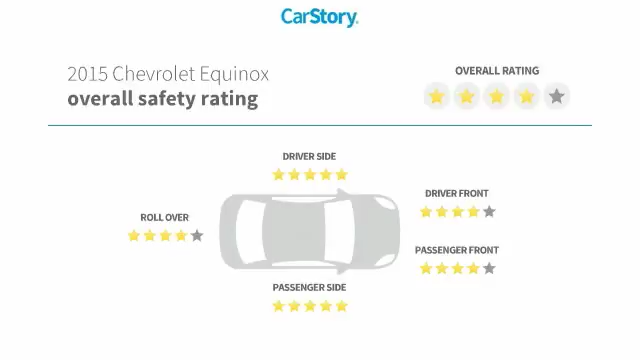 CarStory.
2015 Chevrolet Equinox
overall safety rating
OVERALL RATING
DRIVER SIDE
DRIVER FRONT
ROLL OVER
PASSENGER FRONT
PASSENGER SIDE